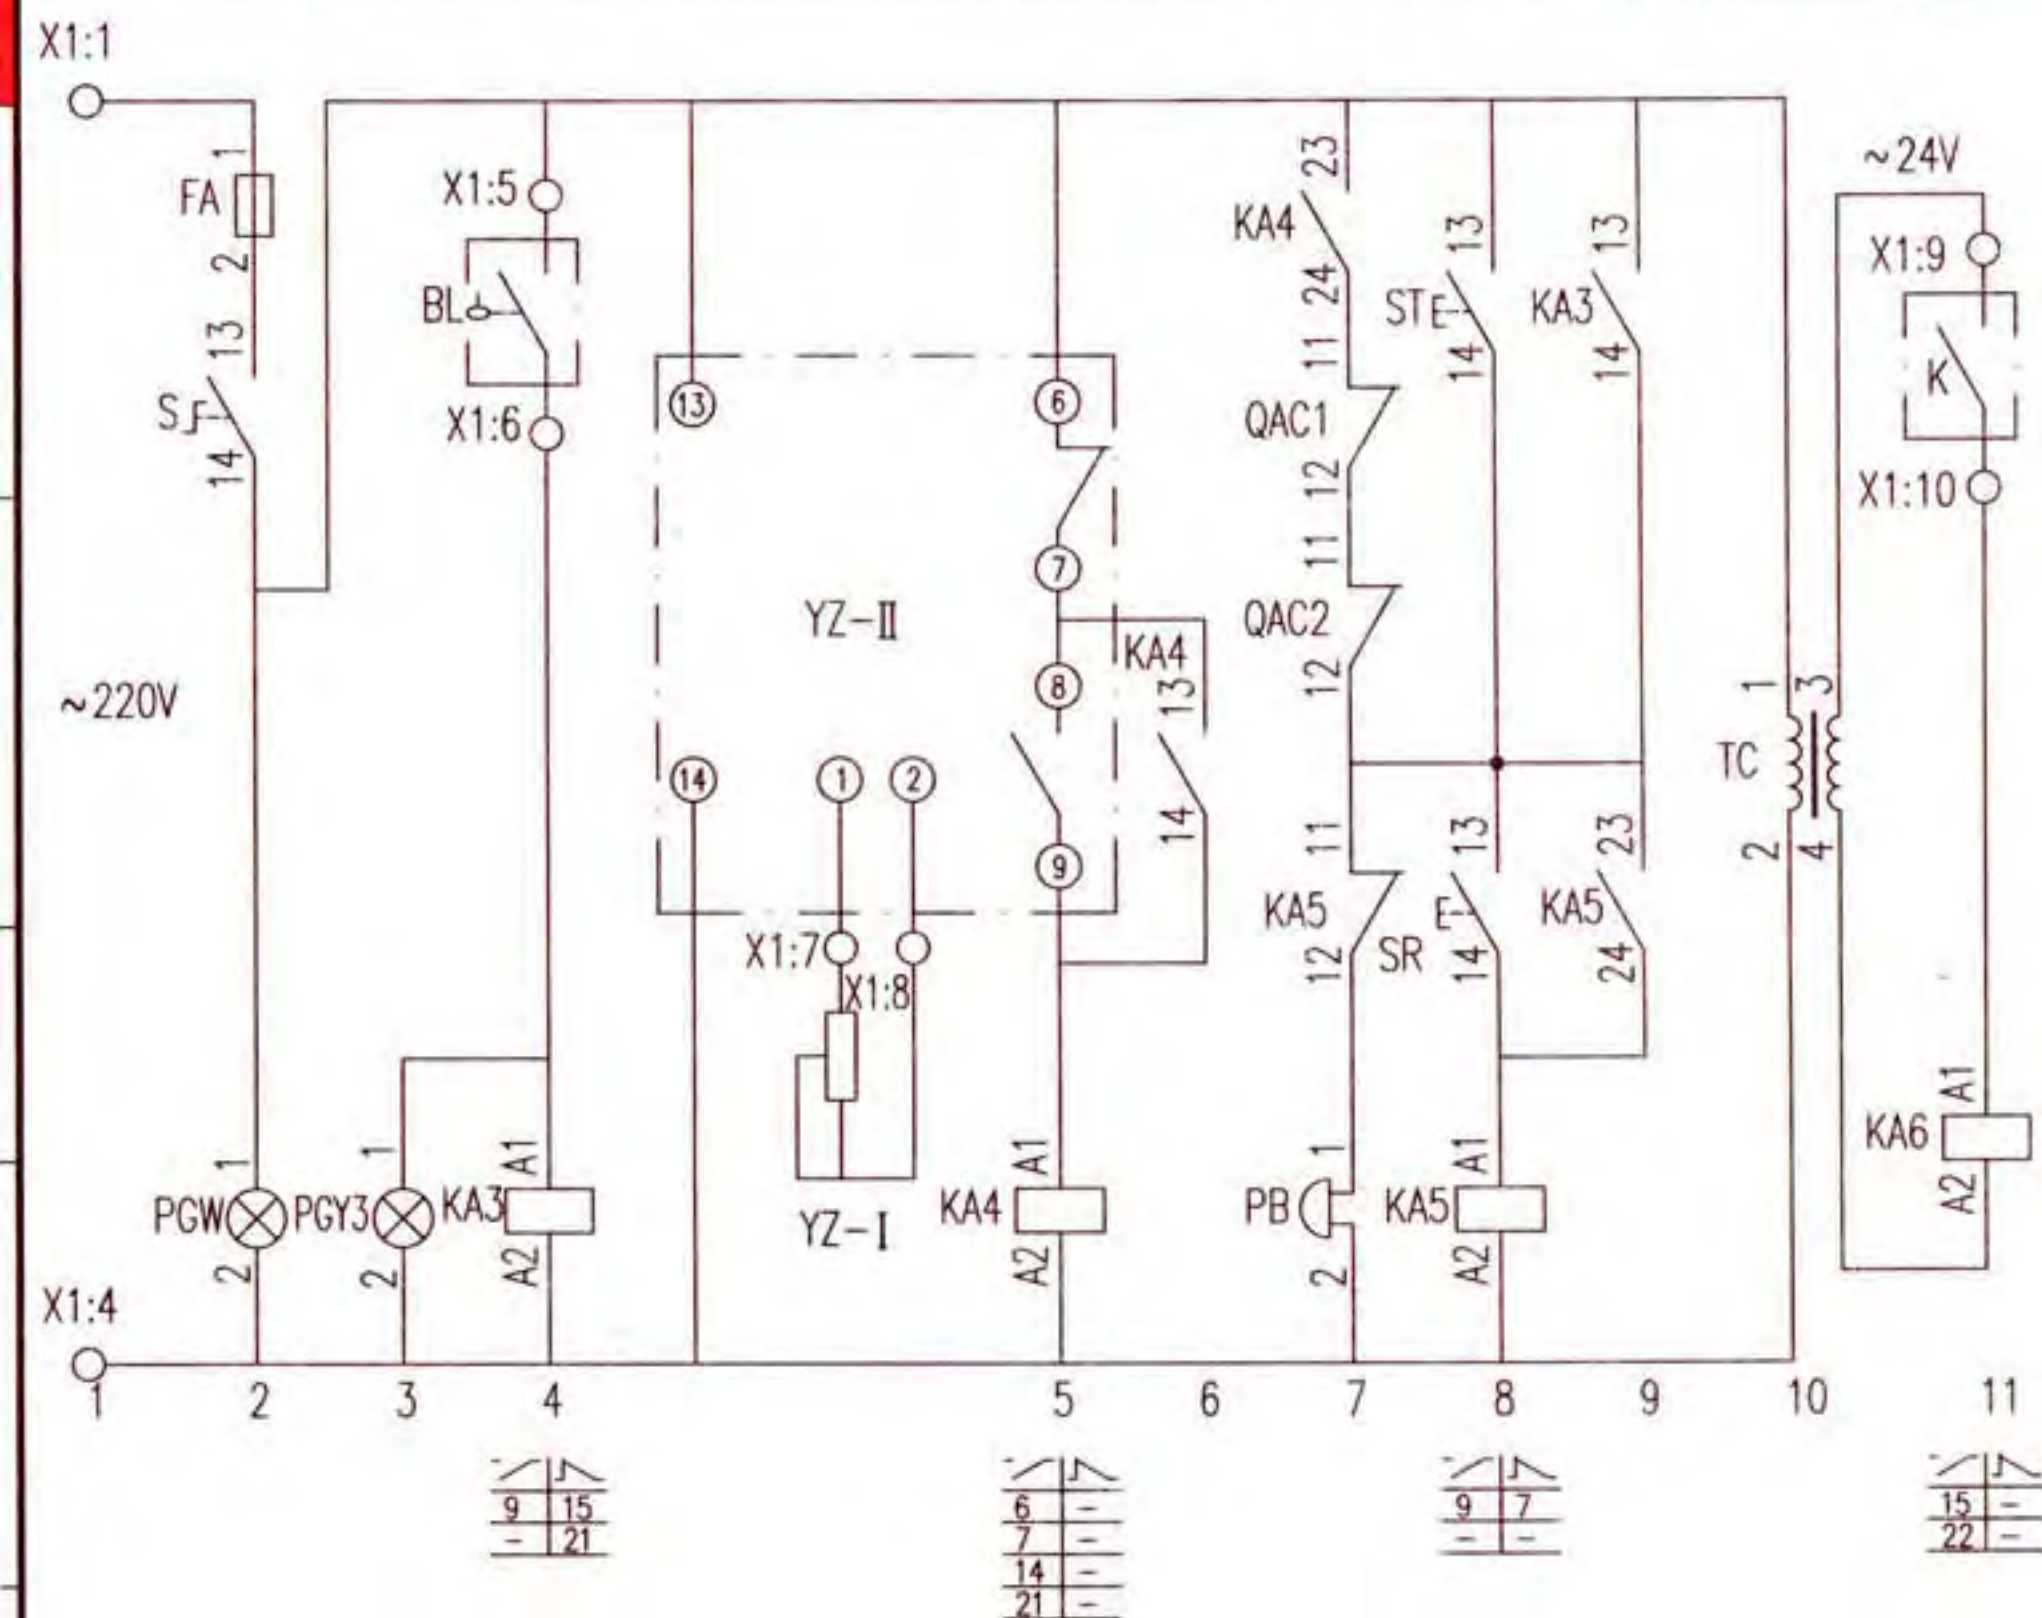 X1:1
FA
1
2
S
13
14
~220V
PGW
1
2
X1:4
X1:5
BL
X1:6
PGY3
1
2
KA3
A1
A2
13
14
6
7
8
9
1
2
YZ-Ⅱ
X1:7
X1:8
YZ-Ⅰ
KA4
13
14
KA4
A1
A2
KA4
23
24
QAC1
11
12
QAC2
11
12
KA5
11
12
PB
1
2
ST
13
14
SR
13
14
KA5
A1
A2
KA3
13
14
KA5
23
24
TC
1
2
3
4
~24V
X1:9
K
X1:10
KA6
A1
A2
1 2 3 4 5 6 7 8 9 10 11
9 15
- 21
6 -
7 -
14 -
21 -
9 7
- -
15 -
22 -